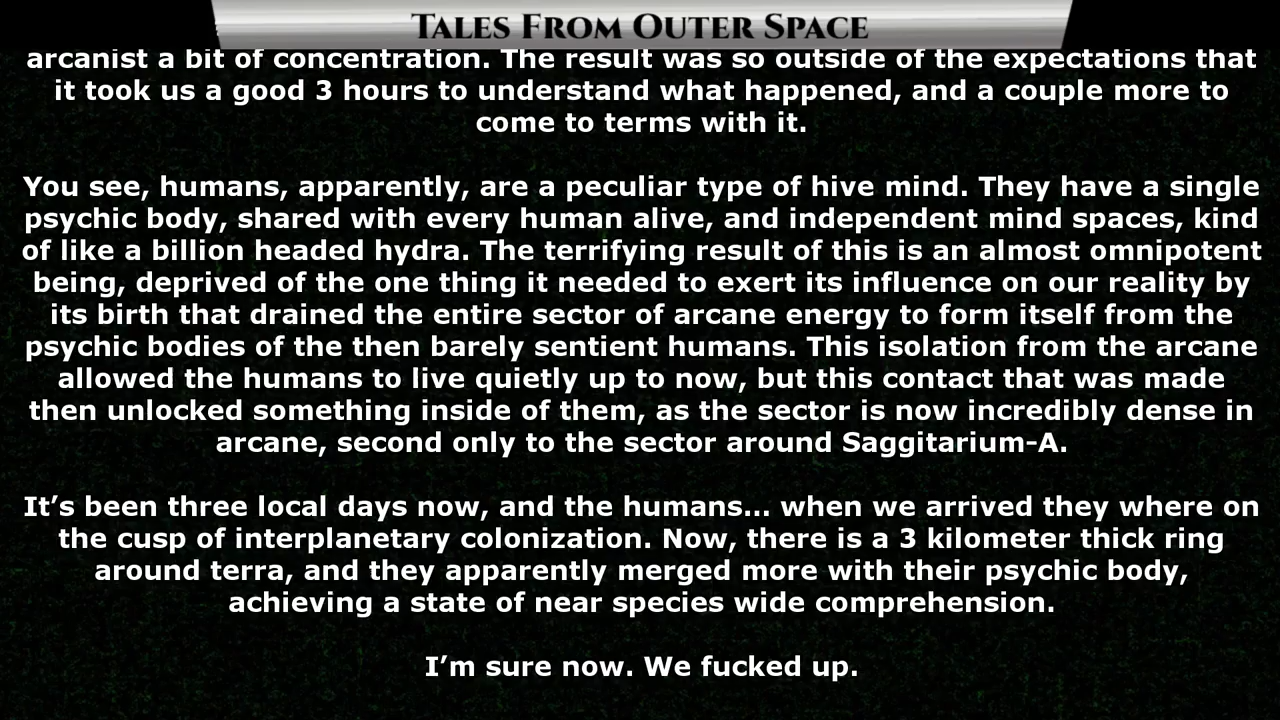 Tales From Outer Space
arcanist a bit of concentration. The result was so outside of the expectations that
it took us a good 3 hours to understand what happened, and a couple more to
come to terms with it.
You see, humans, apparently, are a peculiar type of hive mind. They have a single
psychic body, shared with every human alive, and independent mind spaces, kind
of like a billion headed hydra. The terrifying result of this is an almost omnipotent
being, deprived of the one thing it needed to exert its influence on our reality by
its birth that drained the entire sector of arcane energy to form itself from the
psychic bodies of the then barely sentient humans. This isolation from the arcane
allowed the humans to live quietly up to now, but this contact that was made
then unlocked something inside of them, as the sector is now incredibly dense in
arcane, second only to the sector around Saggitarium-A.
It’s been three local days now, and the humans... when we arrived they where on
the cusp of interplanetary colonization. Now, there is a 3 kilometer thick ring
around terra, and they apparently merged more with their psychic body,
achieving a state of near species wide comprehension.
I’m sure now. We fucked up.